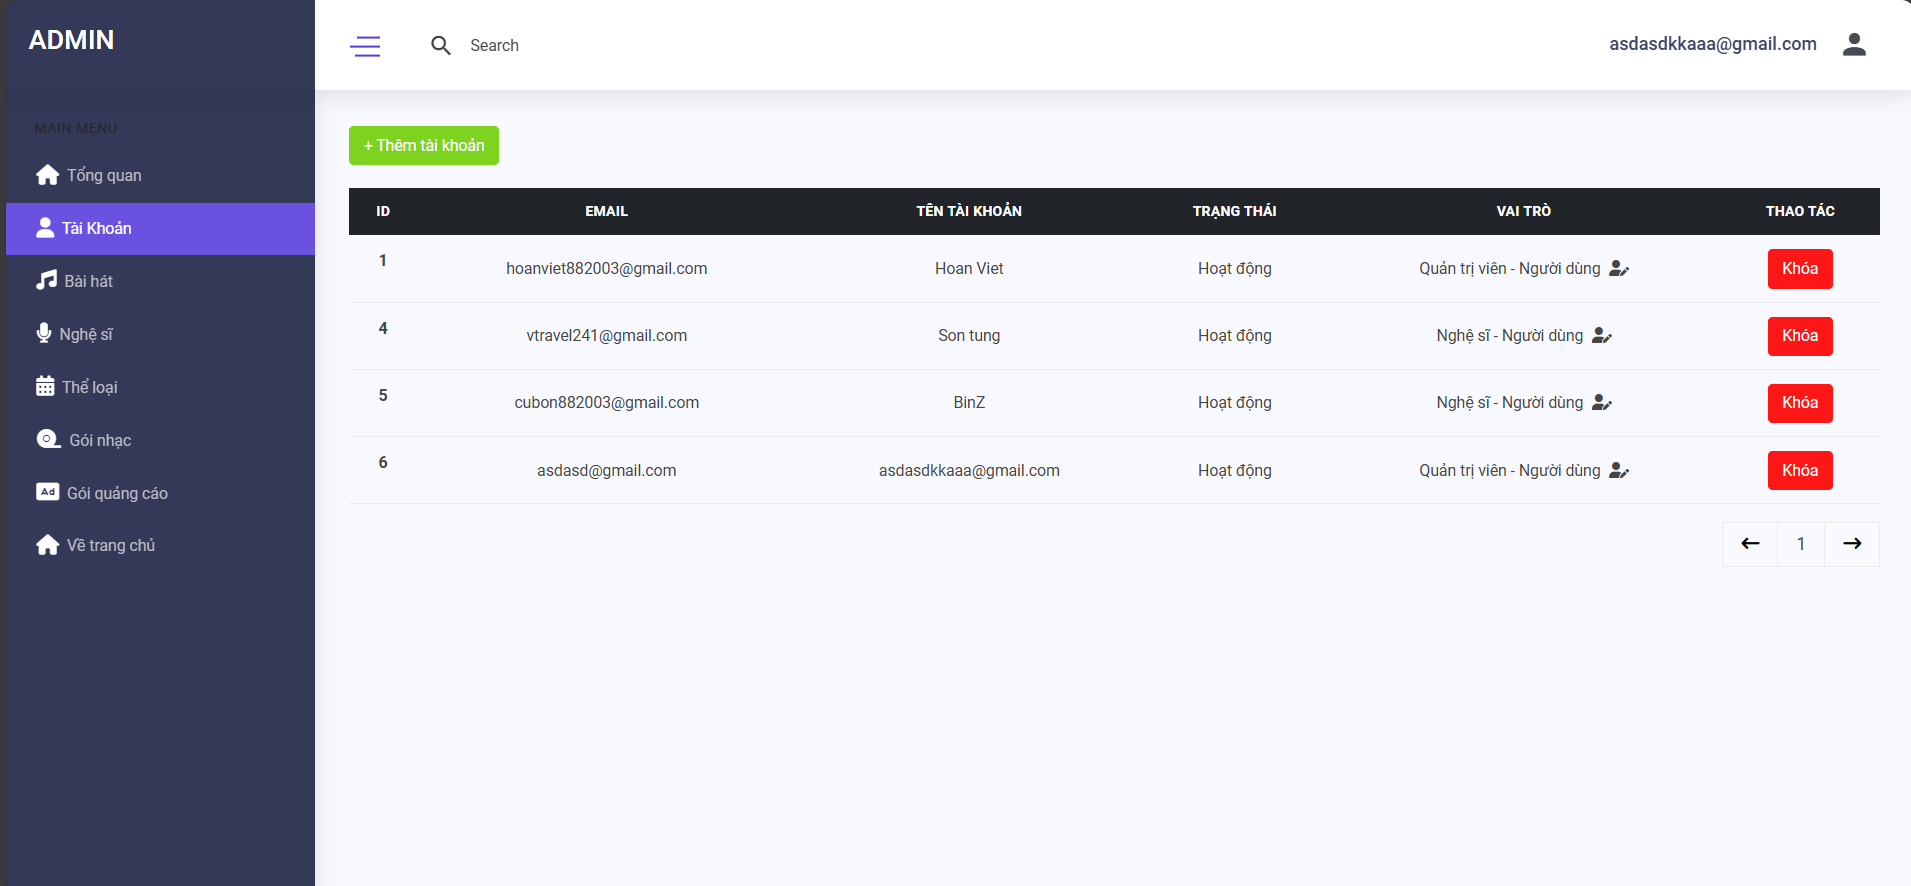 ADMIN
Search
asdasdkkaaa@gmail.com
MAIN MENU
Tổng quan
Tài Khoản
Bài hát
Nghệ sĩ
Thể loại
Gói nhạc
Ad Gói quảng cáo
Về trang chủ
+ Thêm tài khoản
ID EMAIL TÊN TÀI KHOẢN TRẠNG THÁI VAI TRÒ THAO TÁC
1 hoanviet882003@gmail.com Hoan Viet Hoạt động Quản trị viên - Người dùng Khóa
4 vtravel241@gmail.com Son tung Hoạt động Nghệ sĩ - Người dùng Khóa
5 cubon882003@gmail.com BinZ Hoạt động Nghệ sĩ - Người dùng Khóa
6 asdasd@gmail.com asdasdkkaaa@gmail.com Hoạt động Quản trị viên - Người dùng Khóa
1